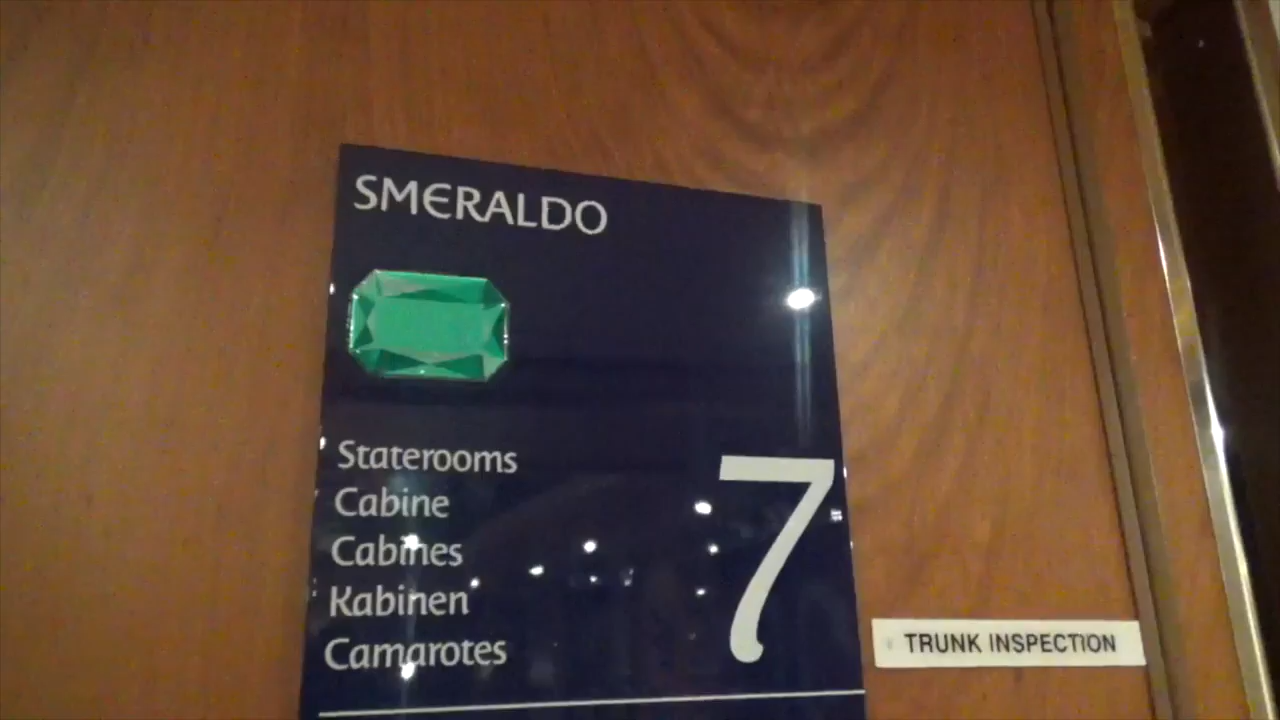 SMERALDO
Staterooms
Cabine
Cabines
Kabinen
Camarotes
7
TRUNK INSPECTION